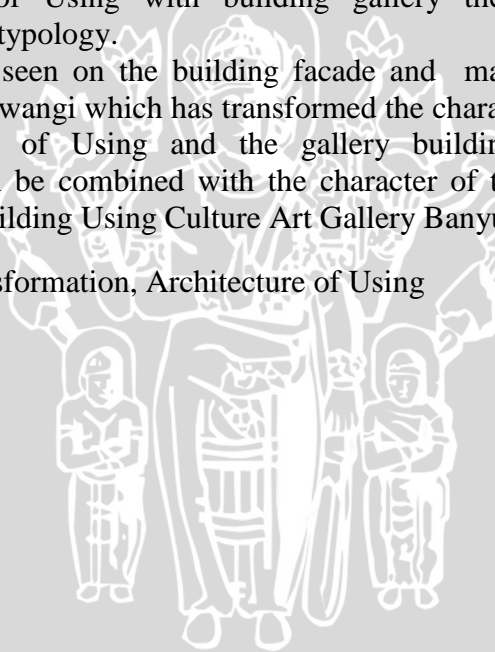 of Using with building gallery the
typology.
seen on the building facade and ma
wangi which has transformed the chara
of Using and the gallery buildin
be combined with the character of t
ilding Using Culture Art Gallery Bany
sformation, Architecture of Using